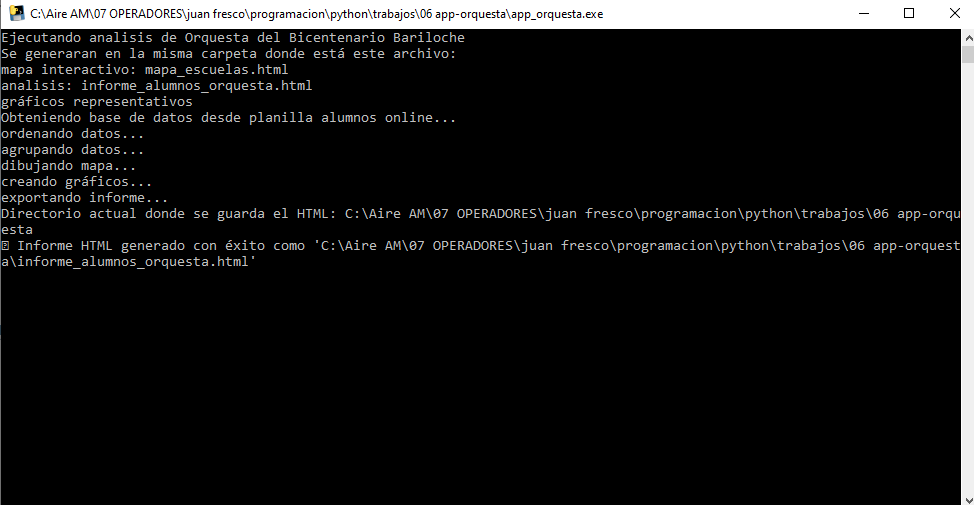 C:\Aire AM\07 OPERADORES\juan fresco\programacion\python\trabajos\06 app-orquesta\app_orquesta.exe
Ejecutando analisis de Orquesta del Bicentenario Bariloche
Se generaran en la misma carpeta donde está este archivo:
mapa interactivo: mapa_escuelas.html
analisis: informe_alumnos_orquesta.html
gráficos representativos
Obteniendo base de datos desde planilla alumnos online...
ordenando datos...
agrupando datos...
dibujando mapa...
creando gráficos...
exportando informe...
Directorio actual donde se guarda el HTML: C:\Aire AM\07 OPERADORES\juan fresco\programacion\python\trabajos\06 app-orqu
esta
Informe HTML generado con éxito como 'C:\Aire AM\07 OPERADORES\juan fresco\programacion\python\trabajos\06 app-orquest
a\informe_alumnos_orquesta.html'